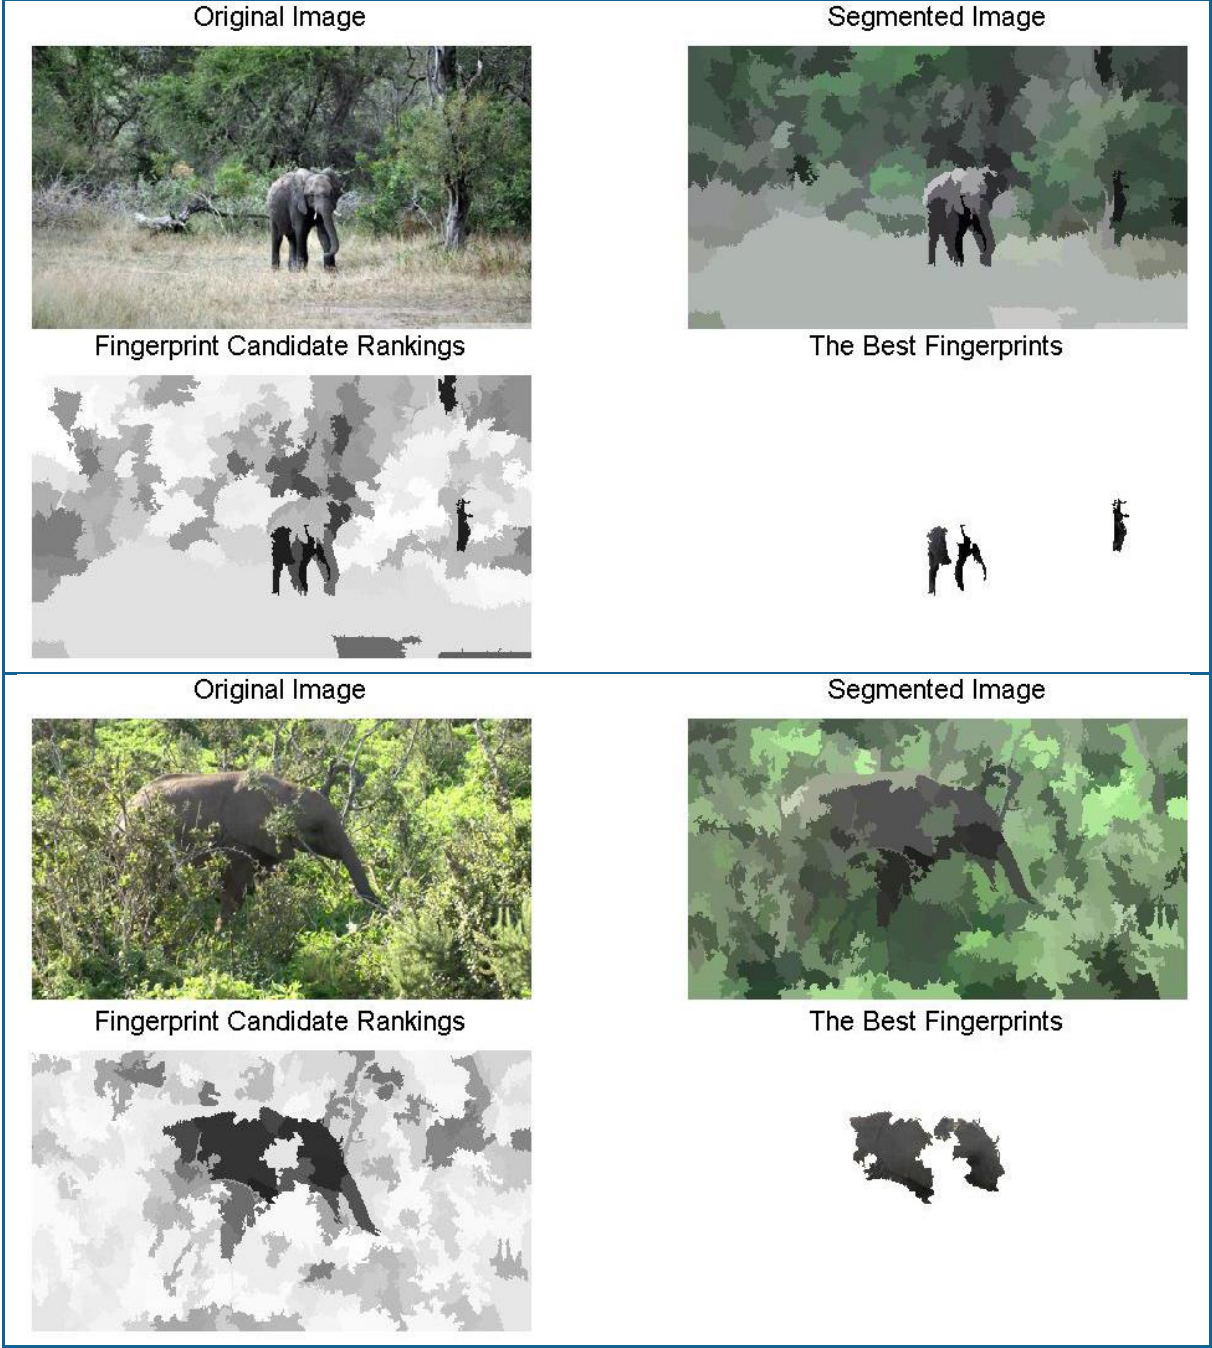 Original Image
Segmented Image
Fingerprint Candidate Rankings
The Best Fingerprints
Original Image
Segmented Image
Fingerprint Candidate Rankings
The Best Fingerprints